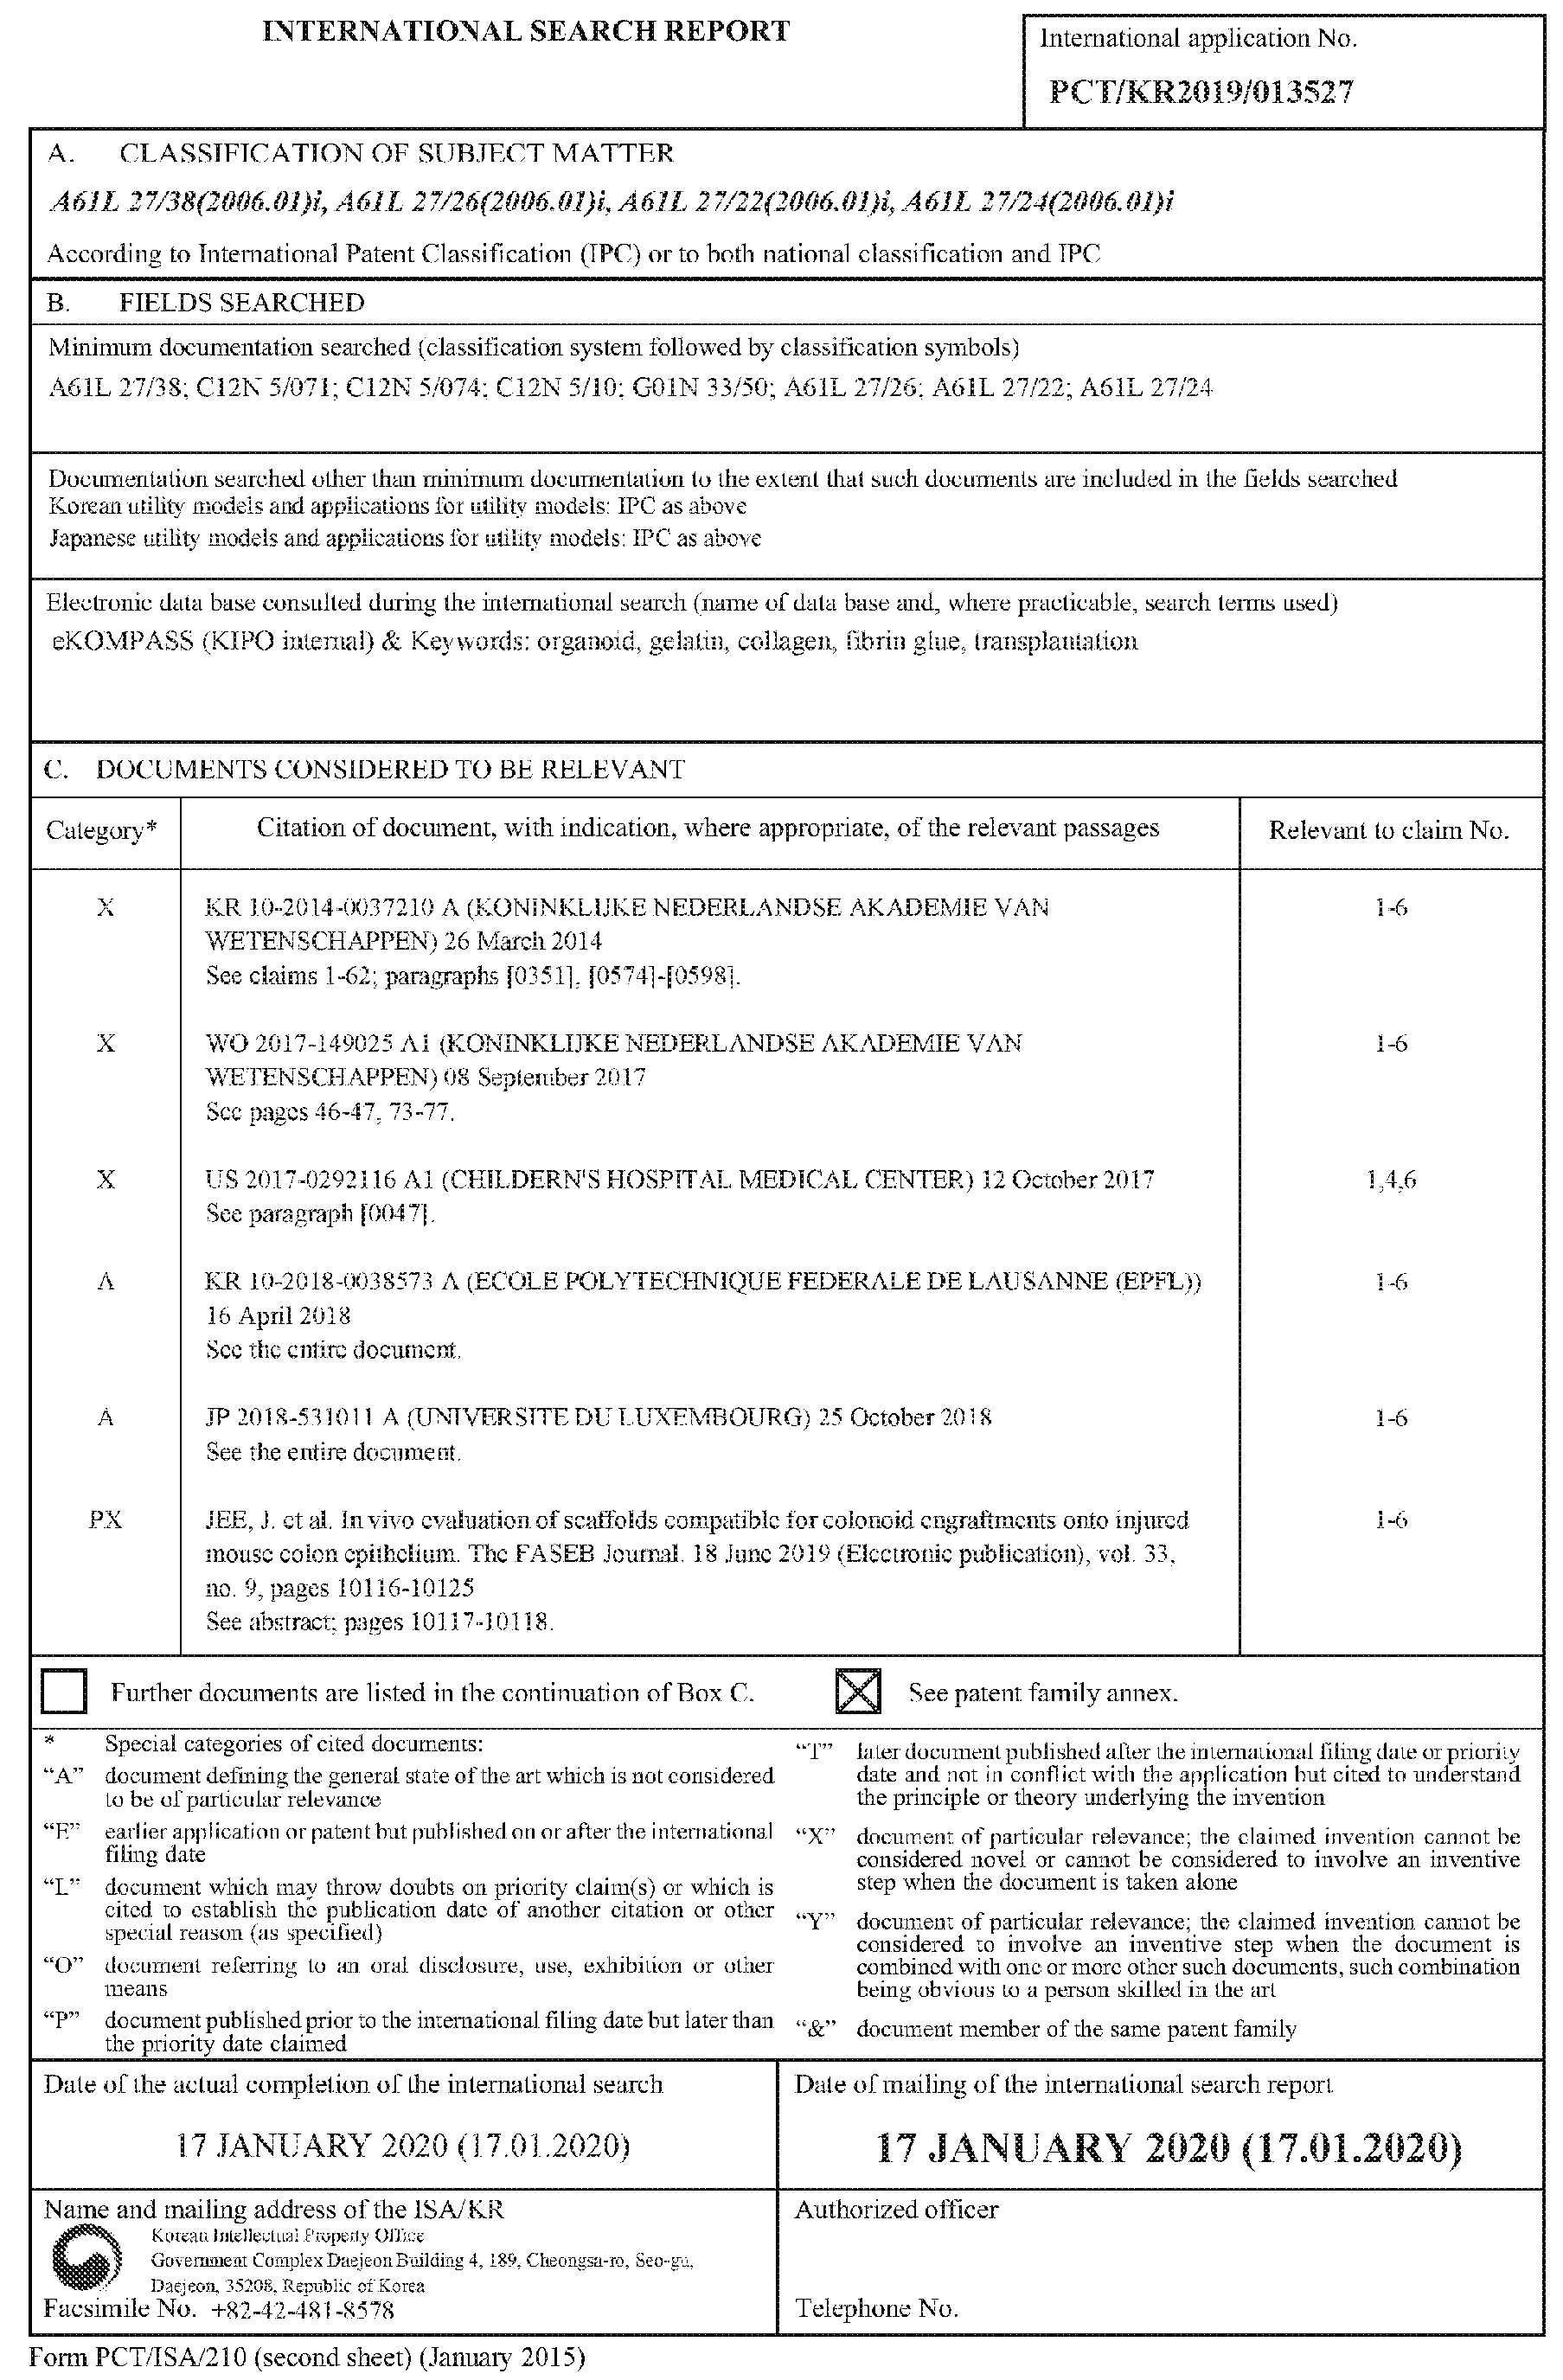 INTERNATIONAL SEARCH REPORT
International application No.
PCT/KR2019/013527
A. CLASSIFICATION OF SUBJECT MATTER
A61L 27/38(2006.01)i, A61L 27/26(2006.01)i, A61L 27/22(2006.01)i, A61L 27/24(2006.01)i
According to International Patent Classification (IPC) or to both national classification and IPC
B. FIELDS SEARCHED
Minimum documentation searched (classification system followed by classification symbols)
A61L 27/38; C12N 5/071; C12N 5/074; C12N 5/10; G01N 33/50; A61L 27/26; A61L 27/22; A61L 27/24
Documentation searched other than minimum documentation to the extent that such documents are included in the fields searched
Korean utility models and applications for utility models: IPC as above
Japanese utility models and applications for utility models: IPC as above
Electronic data base consulted during the international search (name of data base and, where practicable, search terms used)
eKOMPASS (KIPO internal) & Keywords: organoid, gelatin, collagen, fibrin glue, transplantation
C. DOCUMENTS CONSIDERED TO BE RELEVANT
Category* Citation of document, with indication, where appropriate, of the relevant passages Relevant to claim No.
X KR 10-2014-0037210 A (KONINKLIJKE NEDERLANDSE AKADEMIE VAN 1-6
WETENSCHAPPEN) 26 March 2014
See claims 1-62; paragraphs [0351], [0574]-[0598].
X WO 2017-149025 A1 (KONINKLIJKE NEDERLANDSE AKADEMIE VAN 1-6
WETENSCHAPPEN) 08 September 2017
See pages 46-47, 73-77.
X US 2017-0292116 A1 (CHILDERN'S HOSPITAL MEDICAL CENTER) 12 October 2017 1,4,6
See paragraph [0047].
A KR 10-2018-0038573 A (ECOLE POLYTECHNIQUE FEDERALE DE LAUSANNE (EPFL)) 1-6
16 April 2018
See the entire document.
A JP 2018-531011 A (UNIVERSITE DU LUXEMBOURG) 25 October 2018 1-6
See the entire document.
PX JEE, J. et al. In vivo evaluation of scaffolds compatible for colonoid engraftments onto injured 1-6
mouse colon epithelium. The FASEB Journal. 18 June 2019 (Electronic publication), vol. 33,
no. 9, pages 10116-10125
See abstract; pages 10117-10118.
Further documents are listed in the continuation of Box C. See patent family annex.
* Special categories of cited documents:
"A" document defining the general state of the art which is not considered
to be of particular relevance
"E" earlier application or patent but published on or after the international
filing date
"L" document which may throw doubts on priority claim(s) or which is
cited to establish the publication date of another citation or other
special reason (as specified)
"O" document referring to an oral disclosure, use, exhibition or other
means
"P" document published prior to the international filing date but later than
the priority date claimed
"T" later document published after the international filing date or priority
date and not in conflict with the application but cited to understand
the principle or theory underlying the invention
"X" document of particular relevance; the claimed invention cannot be
considered novel or cannot be considered to involve an inventive
step when the document is taken alone
"Y" document of particular relevance; the claimed invention cannot be
considered to involve an inventive step when the document is
combined with one or more other such documents, such combination
being obvious to a person skilled in the art
"&" document member of the same patent family
Date of the actual completion of the international search
17 JANUARY 2020 (17.01.2020)
Date of mailing of the international search report
17 JANUARY 2020 (17.01.2020)
Name and mailing address of the ISA/KR
Korean Intellectual Property Office
Government Complex Daejeon Building 4, 189, Cheongsa-ro, Seo-gu,
Daejeon, 35208, Republic of Korea
Facsimile No. +82-42-481-8578
Authorized officer
Telephone No.
Form PCT/ISA/210 (second sheet) (January 2015)